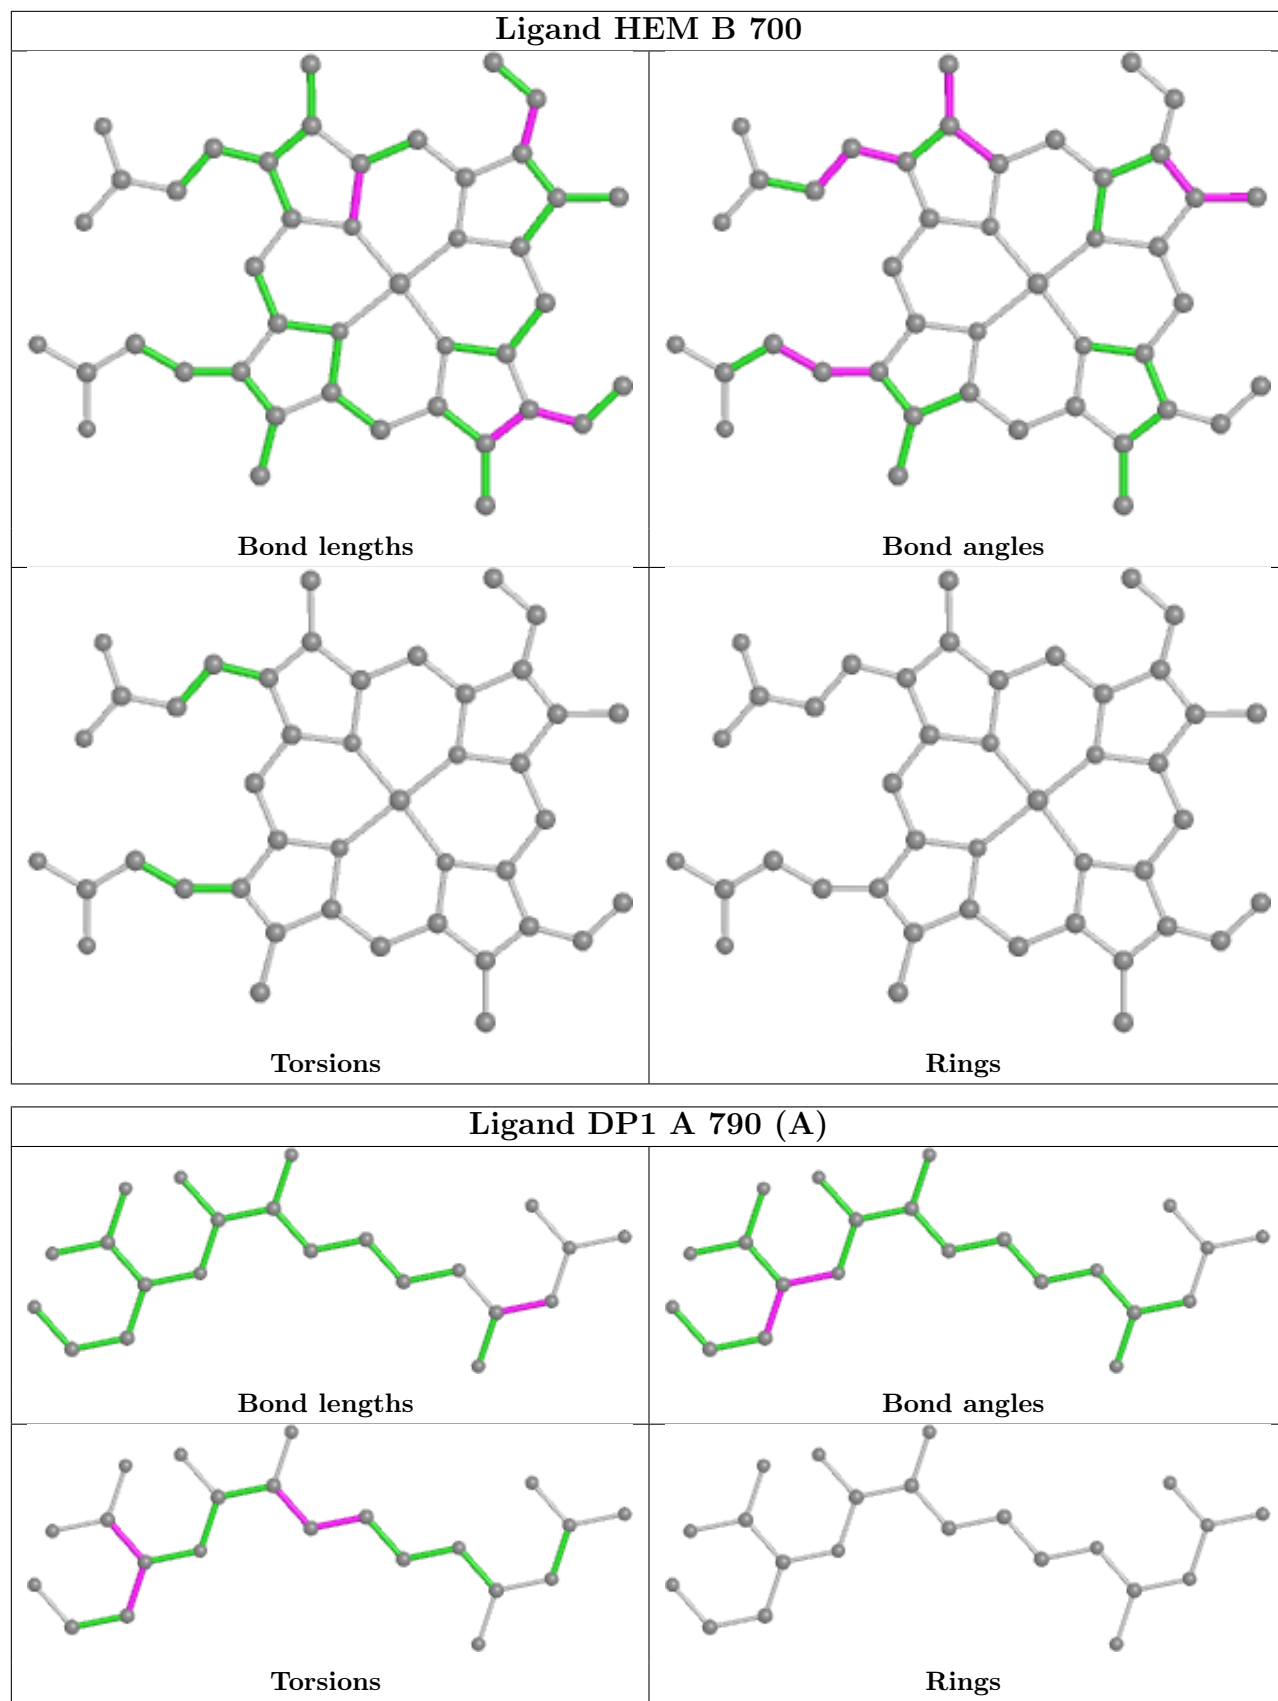 Ligand HEM B 700
Bond lengths
Bond angles
Torsions
Rings
Ligand DP1 A 790 (A)
Bond lengths
Bond angles
Torsions
Rings